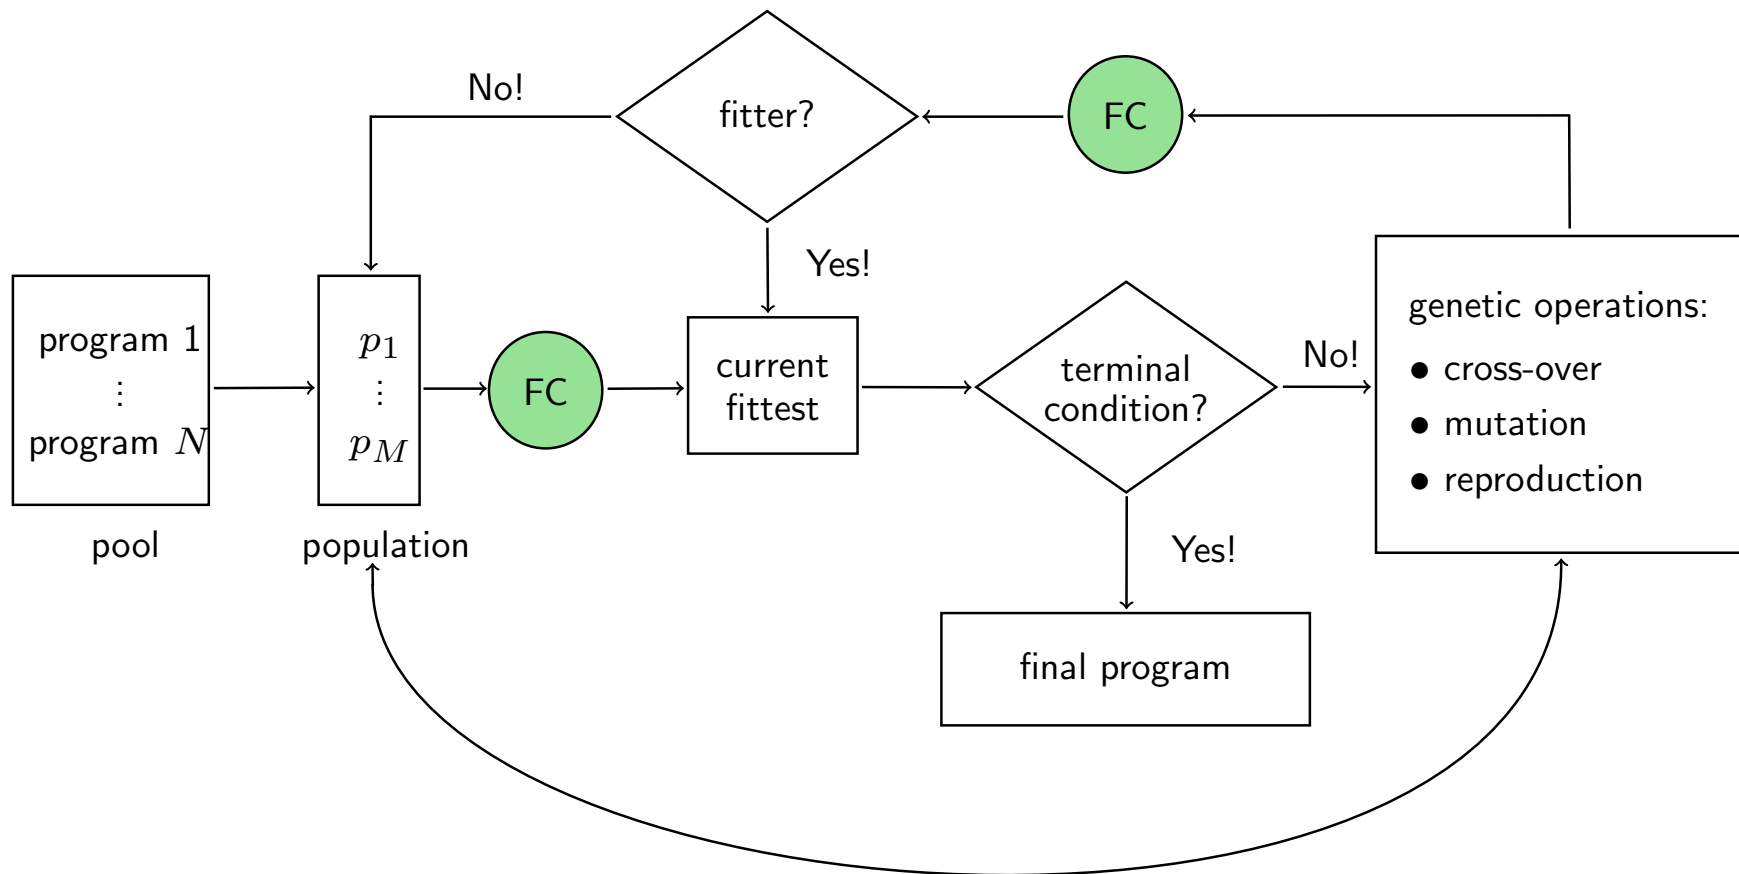 No!
fitter?
FC
Yes!
program 1
⋮
program N
pool
p₁
⋮
p_M
population
FC
current
fittest
terminal
condition?
No!
Yes!
final program
genetic operations:
• cross-over
• mutation
• reproduction